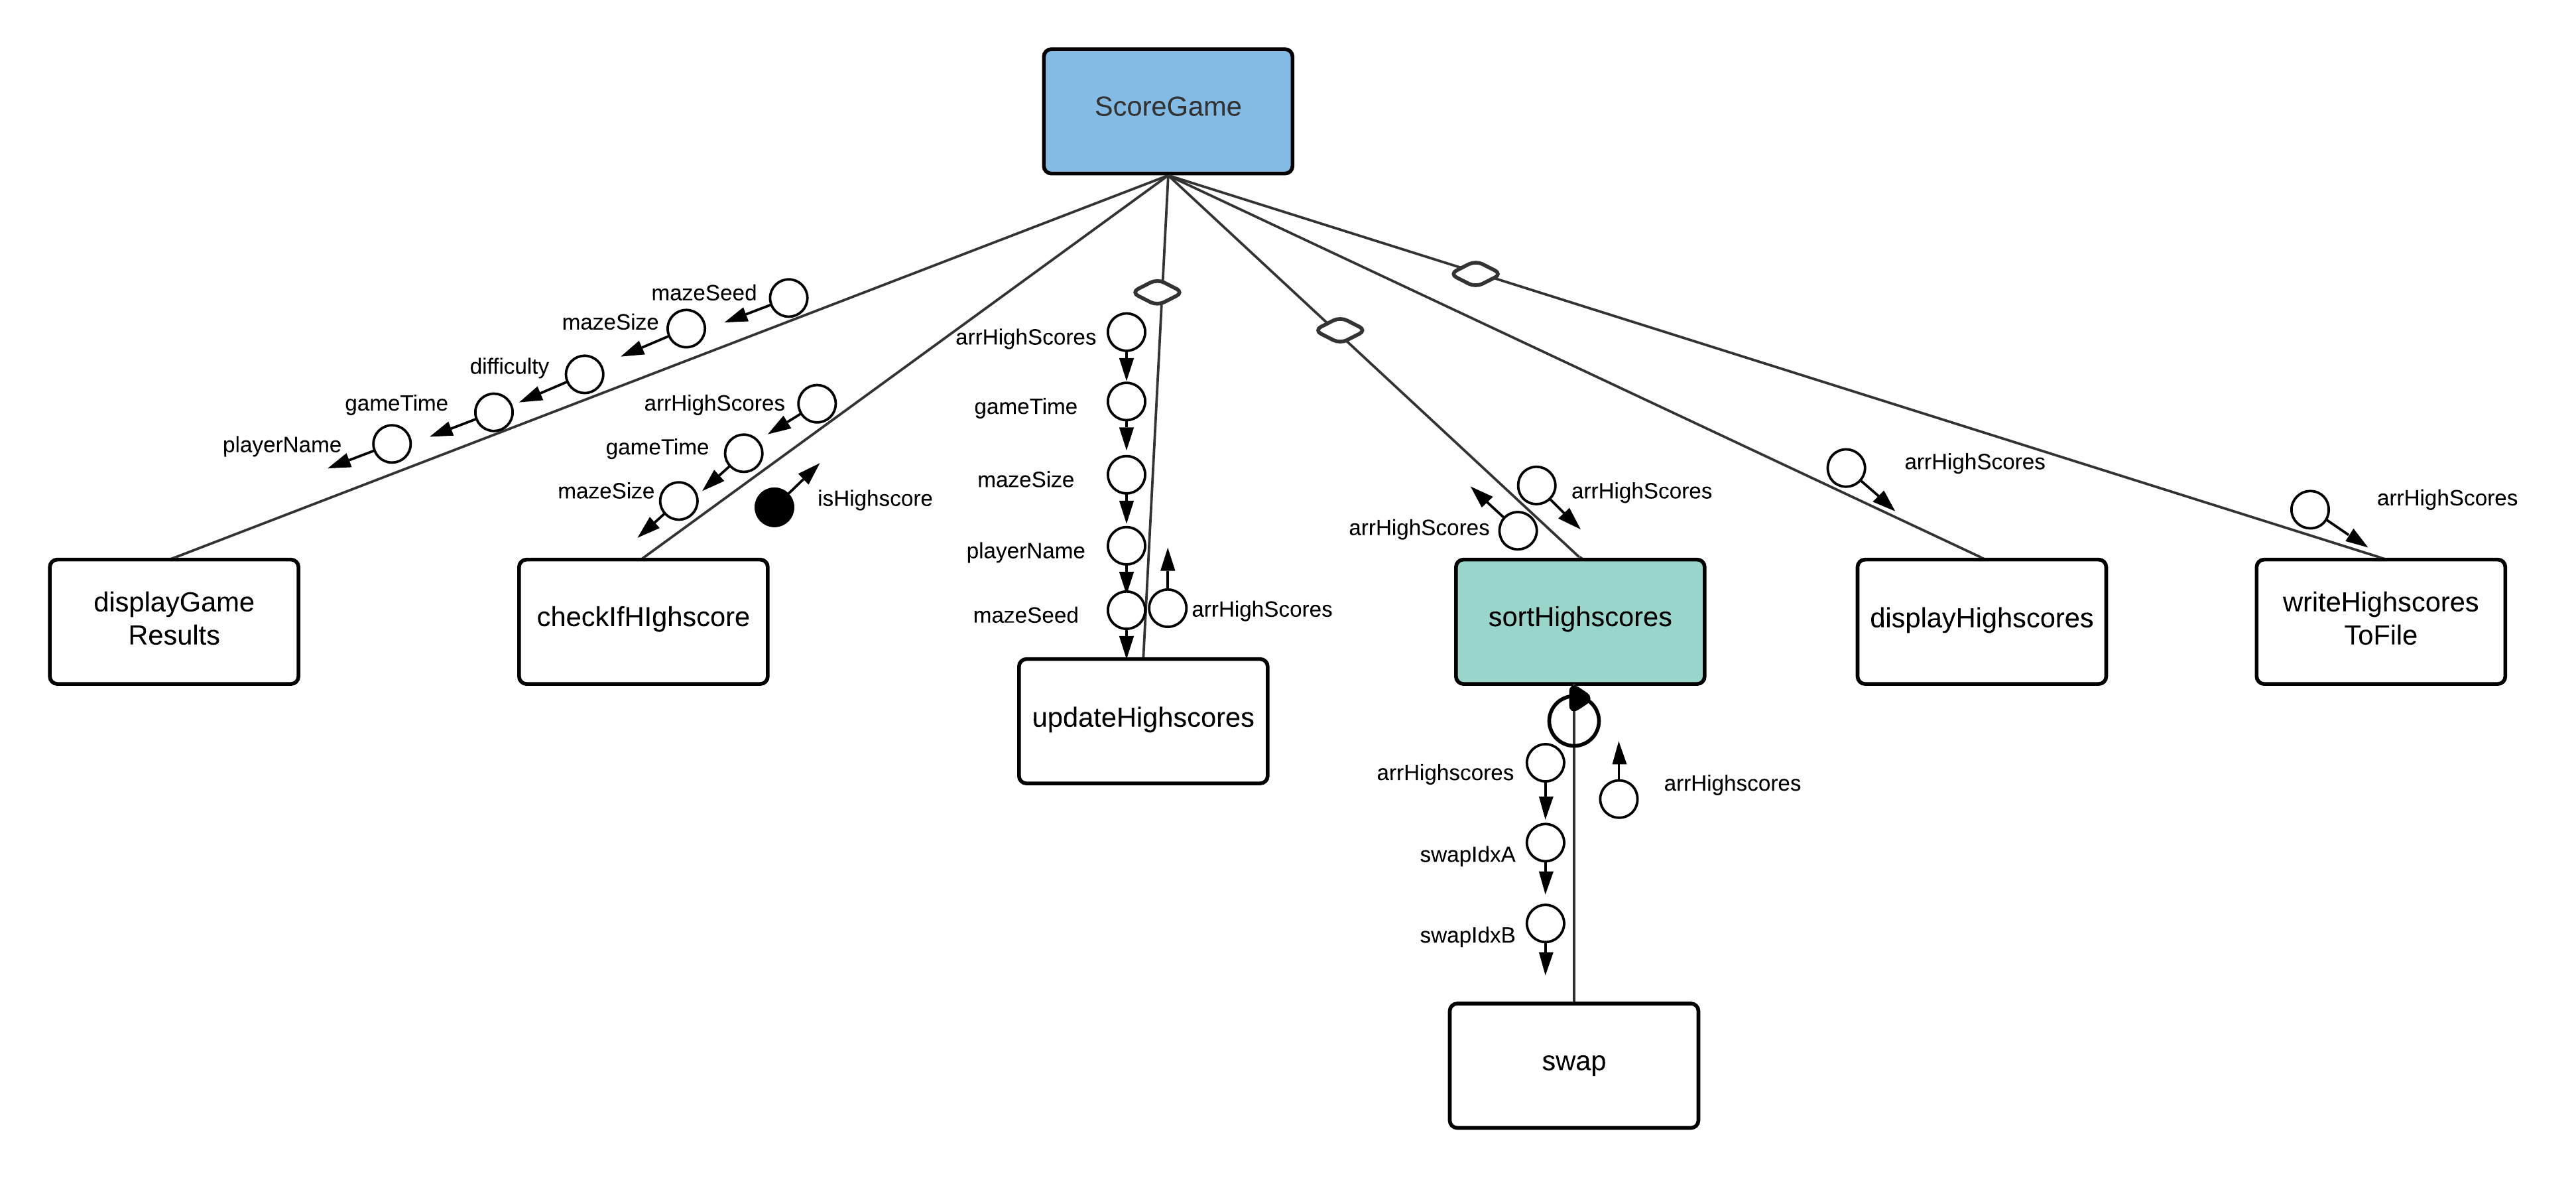 ScoreGame
mazeSeed
mazeSize
difficulty
gameTime
playerName
arrHighScores
gameTime
mazeSize
isHighscore
arrHighScores
gameTime
mazeSize
playerName
mazeSeed
arrHighScores
arrHighScores
arrHighScores
arrHighScores
arrHighScores
displayGame
Results
checkIfHIghscore
updateHighscores
sortHighscores
displayHighscores
writeHighscores
ToFile
arrHighscores
swapIdxA
swapIdxB
arrHighscores
swap